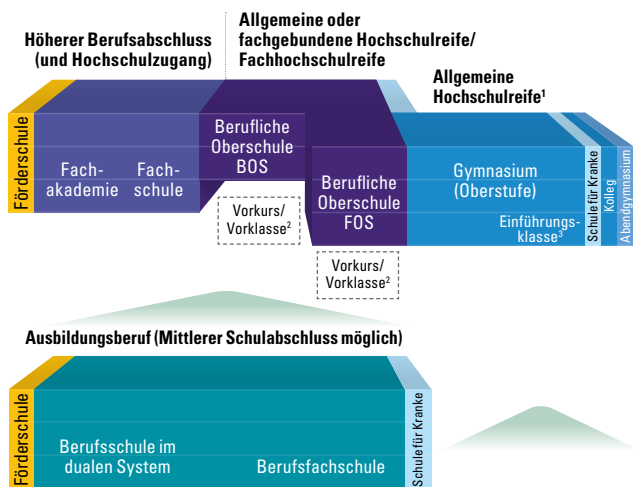 Höherer Berufsabschluss
(und Hochschulzugang)
Allgemeine oder
fachgebundene Hochschulreife/
Fachhochschulreife
Allgemeine
Hochschulreife¹
Förderschule
Fach-
akademie
Fach-
schule
Berufliche
Oberschule
BOS
Vorkurs/
Vorklasse²
Berufliche
Oberschule
FOS
Vorkurs/
Vorklasse²
Gymnasium
(Oberstufe)
Einführungs-
klasse³
Schule für Kranke
Kolleg
Abendgymnasium
Ausbildungsberuf (Mittlerer Schulabschluss möglich)
Förderschule
Berufsschule im
dualen System
Berufsfachschule
Schule für Kranke